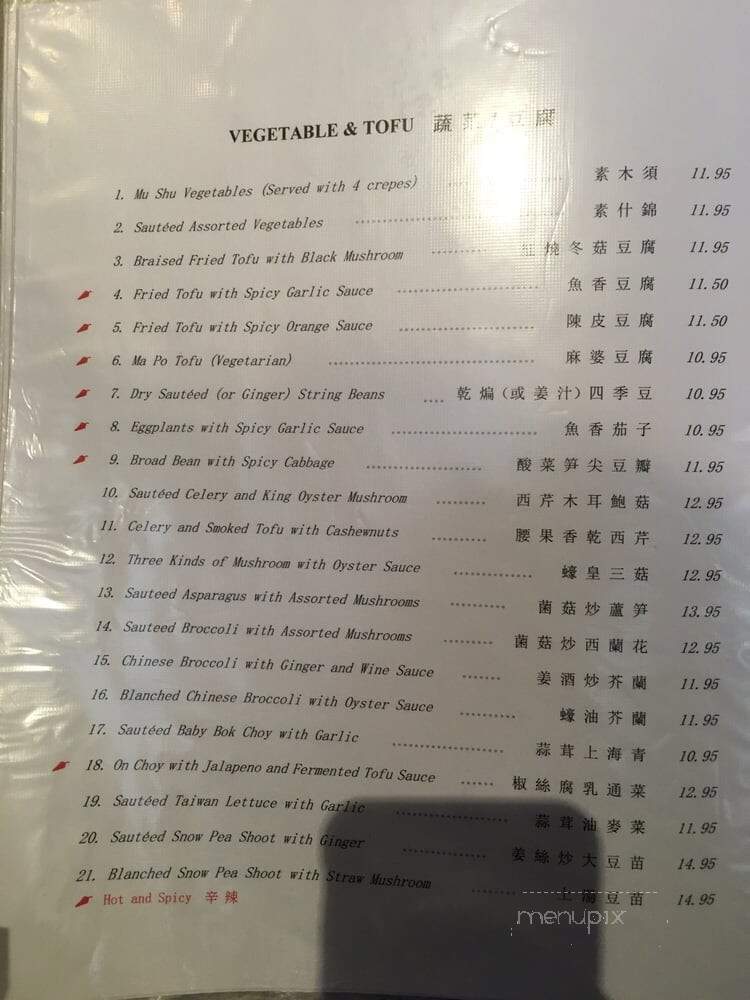 VEGETABLE & TOFU 蔬菜 豆腐
1. Mu Shu Vegetables (Served with 4 crepes) 素木須 11.95
2. Sautéed Assorted Vegetables 素什錦 11.95
3. Braised Fried Tofu with Black Mushroom 紅燒冬菇豆腐 11.95
4. Fried Tofu with Spicy Garlic Sauce 魚香豆腐 11.50
5. Fried Tofu with Spicy Orange Sauce 陳皮豆腐 11.50
6. Ma Po Tofu (Vegetarian) 麻婆豆腐 10.95
7. Dry Sautéed (or Ginger) String Beans 乾煸(或姜汁)四季豆 10.95
8. Eggplants with Spicy Garlic Sauce 魚香茄子 10.95
9. Broad Bean with Spicy Cabbage 酸菜笋尖豆瓣 11.95
10. Sautéed Celery and King Oyster Mushroom 西芹木耳鮑菇 12.95
11. Celery and Smoked Tofu with Cashewnuts 腰果香乾西芹 12.95
12. Three Kinds of Mushroom with Oyster Sauce 蠔皇三菇 12.95
13. Sauteed Asparagus with Assorted Mushrooms 菌菇炒蘆笋 13.95
14. Sauteed Broccoli with Assorted Mushrooms 菌菇炒西蘭花 12.95
15. Chinese Broccoli with Ginger and Wine Sauce 姜酒炒芥蘭 11.95
16. Blanched Chinese Broccoli with Oyster Sauce 蠔油芥蘭 11.95
17. Sautéed Baby Bok Choy with Garlic 蒜茸上海青 10.95
18. On Choy with Jalapeno and Fermented Tofu Sauce 椒絲腐乳通菜 12.95
19. Sautéed Taiwan Lettuce with Garlic 蒜茸油麥菜 11.95
20. Sautéed Snow Pea Shoot with Ginger 姜絲炒大豆苗 14.95
21. Blanched Snow Pea Shoot with Straw Mushroom 上湯豆苗 14.95
Hot and Spicy 辛辣
menupix